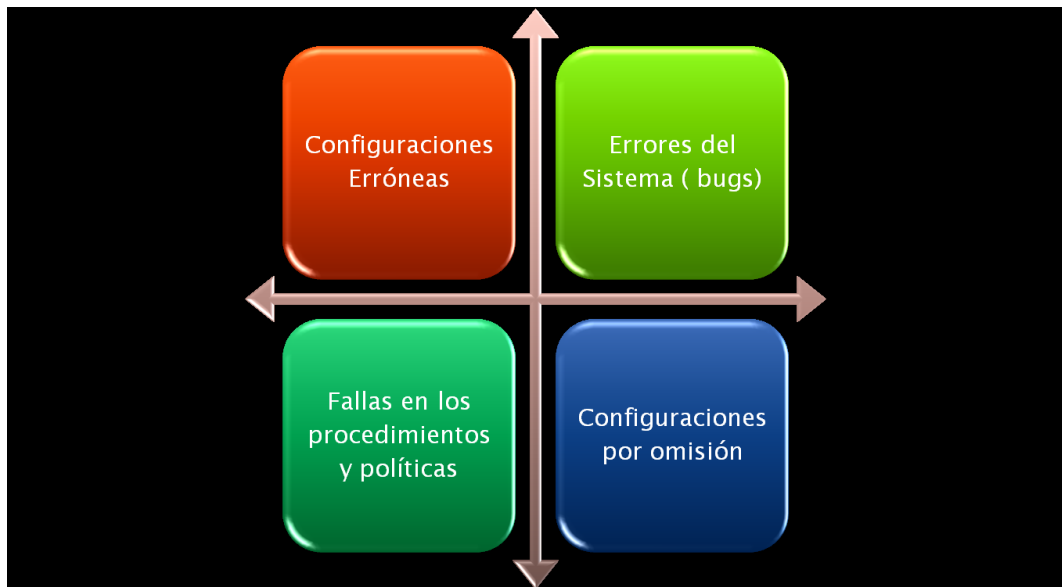 Configuraciones
Erróneas
Errores del
Sistema ( bugs)
Fallas en los
procedimientos
y políticas
Configuraciones
por omisión